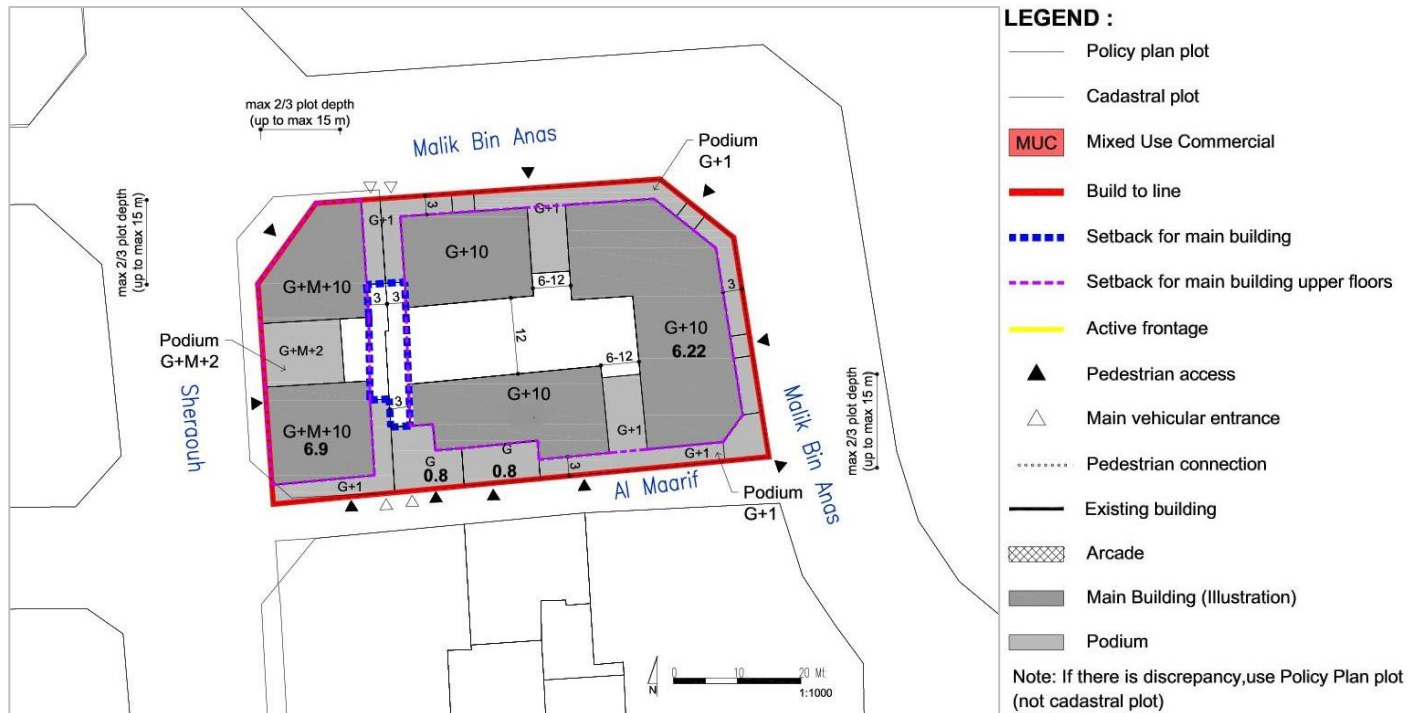 max 2/3 plot depth
(up to max 15 m)
Malik Bin Anas
Podium
G+1
max 2/3 plot depth
(up to max 15 m)
G+1
3
G+1
G+10
G+M+10
3
3
6-12
3
G+10
6.22
12
Podium
G+M+2
G+M+2
6-12
Sheraouh
G+10
3
G+M+10
6.9
G
0.8
G
0.8
G+1
G+1
G+1
3
Al Maarif
Podium
G+1
Malik Bin Anas
max 2/3 plot depth
(up to max 15 m)
N
0 10 20 Mt
1:1000
LEGEND :
Policy plan plot
Cadastral plot
MUC Mixed Use Commercial
Build to line
Setback for main building
Setback for main building upper floors
Active frontage
Pedestrian access
Main vehicular entrance
Pedestrian connection
Existing building
Arcade
Main Building (Illustration)
Podium
Note: If there is discrepancy,use Policy Plan plot
(not cadastral plot)